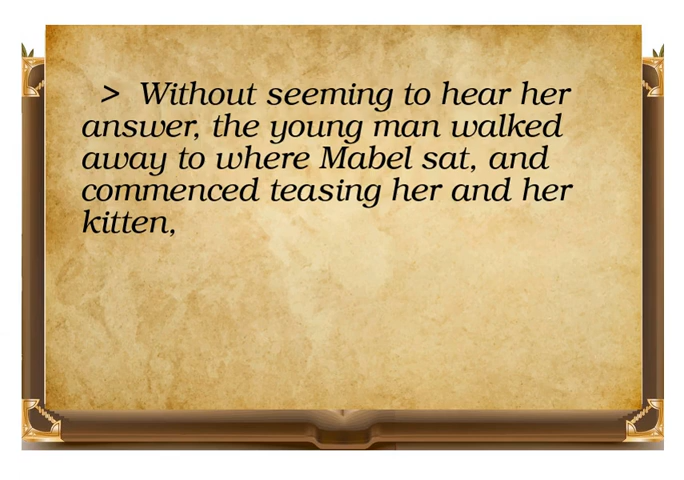 > Without seeming to hear her
answer, the young man walked
away to where Mabel sat, and
commenced teasing her and her
kitten,